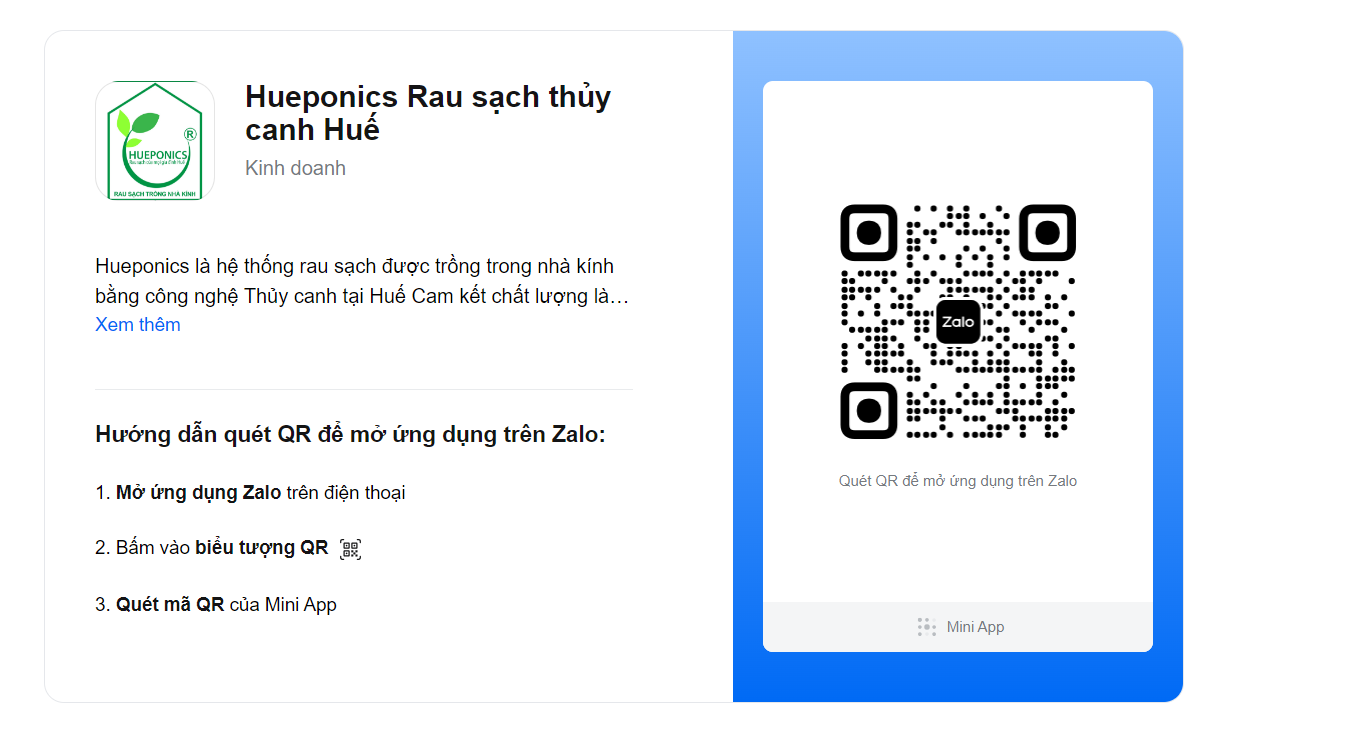 HUEPONICS
®
RAU SẠCH TRỒNG NHÀ KÍNH
Hueponics Rau sạch thủy
canh Huế
Kinh doanh
Hueponics là hệ thống rau sạch được trồng trong nhà kính
bằng công nghệ Thủy canh tại Huế Cam kết chất lượng là…
Xem thêm
Hướng dẫn quét QR để mở ứng dụng trên Zalo:
1. Mở ứng dụng Zalo trên điện thoại
2. Bấm vào biểu tượng QR
3. Quét mã QR của Mini App
Zalo
Quét QR để mở ứng dụng trên Zalo
Mini App